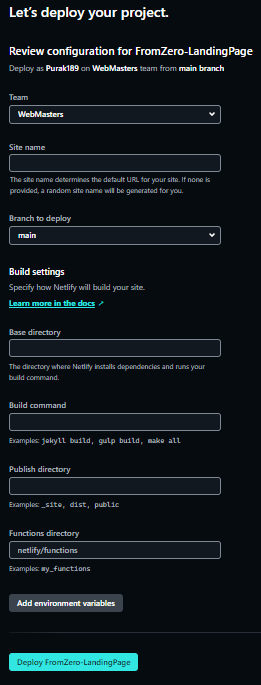 Let's deploy your project.
Review configuration for FromZero-LandingPage
Deploy as Purak189 on WebMasters team from main branch
Team
WebMasters
Site name
The site name determines the default URL for your site. If none is
provided, a random site name will be generated for you.
Branch to deploy
main
Build settings
Specify how Netlify will build your site.
Learn more in the docs ↗
Base directory
The directory where Netlify installs dependencies and runs your
build command.
Build command
Examples: jekyll build, gulp build, make all
Publish directory
Examples: _site, dist, public
Functions directory
netlify/functions
Examples: my_functions
Add environment variables
Deploy FromZero-LandingPage